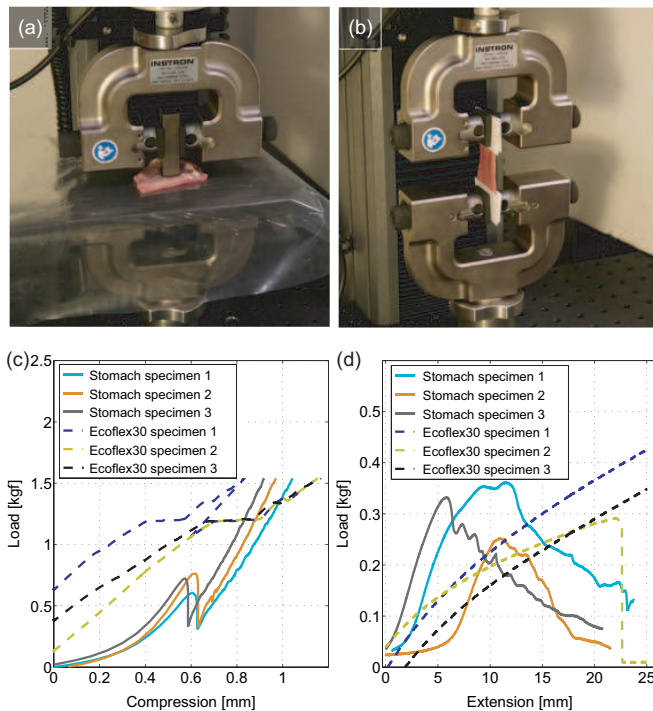 (a)
(b)
INSTRON
INSTRON
(c)
2.5
2
1.5
1
0.5
0
Load [kgf]
Stomach specimen 1
Stomach specimen 2
Stomach specimen 3
Ecoflex30 specimen 1
Ecoflex30 specimen 2
Ecoflex30 specimen 3
0.0 0.2 0.4 0.6 0.8 1
Compression [mm]
(d)
0.5
0.4
0.3
0.2
0.1
0
Load [kgf]
Stomach specimen 1
Stomach specimen 2
Stomach specimen 3
Ecoflex30 specimen 1
Ecoflex30 specimen 2
Ecoflex30 specimen 3
0 5 10 15 20 25
Extension [mm]